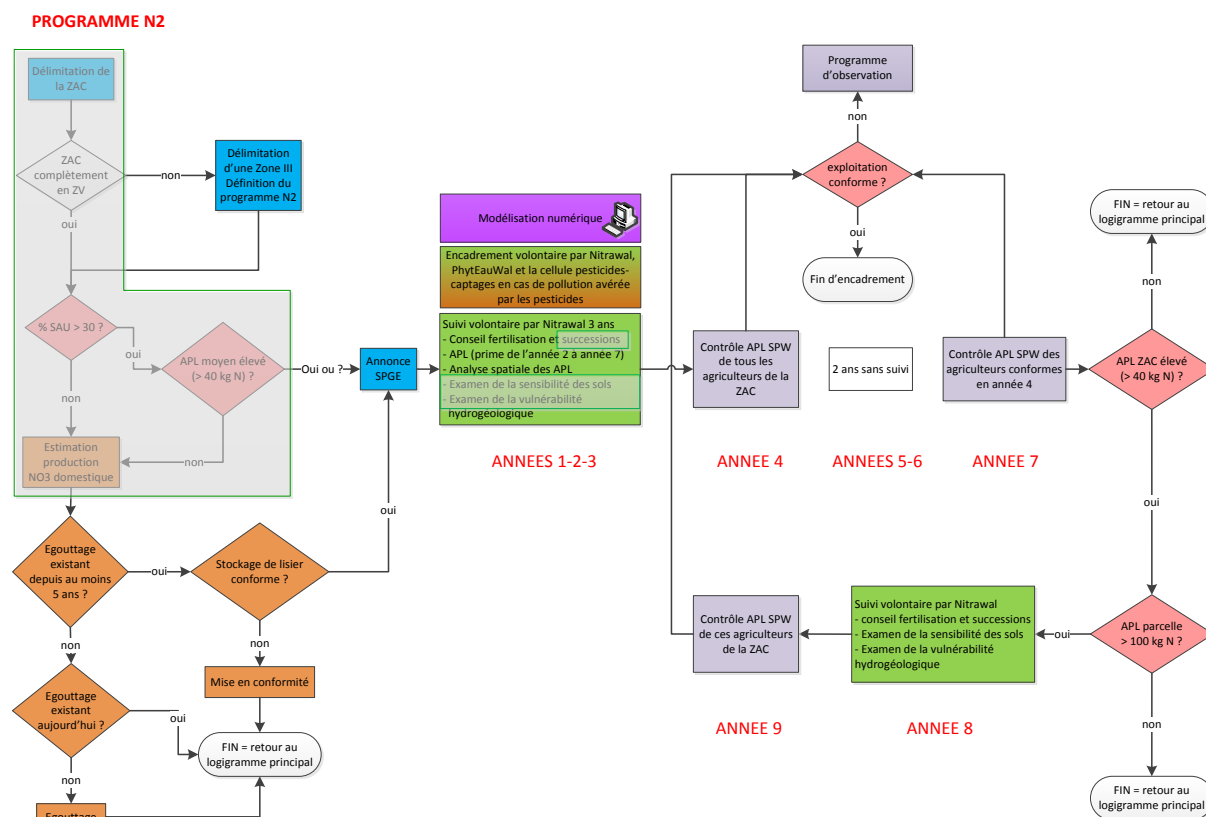 PROGRAMME N2
Délimitation de
la ZAC
ZAC
complètement
en ZV
non
Délimitation
d'une Zone III
Définition du
programme N2
oui
% SAU > 30 ?
oui
APL moyen élevé
(> 40 kg N) ?
non
non
Estimation
production
NO3 domestique
Oui ou ?
Annonce
SPGE
oui
Egouttage
existant
depuis au moins
5 ans ?
oui
Stockage de lisier
conforme ?
non
non
Mise en conformité
Egouttage
existant
aujourd'hui ?
oui
FIN = retour au
logigramme principal
non
Egouttage
Modélisation numérique
Encadrement volontaire par Nitrawal,
PhytEauWal et la cellule pesticides-
captages en cas de pollution avérée
par les pesticides
Suivi volontaire par Nitrawal 3 ans
- Conseil fertilisation et successions
- APL (prime de l'année 2 a année 7)
- Analyse spatiale des APL
- Examen de la sensibilité des sols
- Examen de la vulnérabilité
hydrogéologique
ANNEES 1-2-3
Programme
d'observation
non
exploitation
conforme ?
oui
Fin d'encadrement
Contrôle APL SPW
de tous les
agriculteurs de la
ZAC
ANNEE 4
2 ans sans suivi
ANNEES 5-6
Contrôle APL SPW des
agriculteurs conformes
en année 4
ANNEE 7
FIN = retour au
logigramme principal
non
APL ZAC élevé
(> 40 kg N) ?
oui
APL parcelle
> 100 kg N ?
oui
Suivi volontaire par Nitrawal
- conseil fertilisation et successions
- Examen de la sensibilité des sols
- Examen de la vulnérabilité
hydrogéologique
ANNEE 8
Contrôle APL SPW
de ces agriculteurs
de la ZAC
ANNEE 9
non
FIN = retour au
logigramme principal